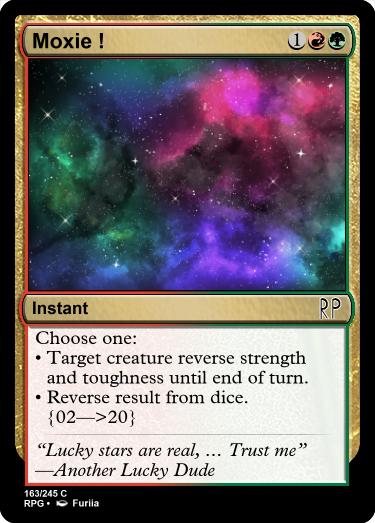 Moxie ! 1
Instant RP
Choose one:
• Target creature reverse strength
and toughness until end of turn.
• Reverse result from dice.
{02—>20}
“Lucky stars are real, … Trust me”
—Another Lucky Dude
163/245 C
RPG • Furiia